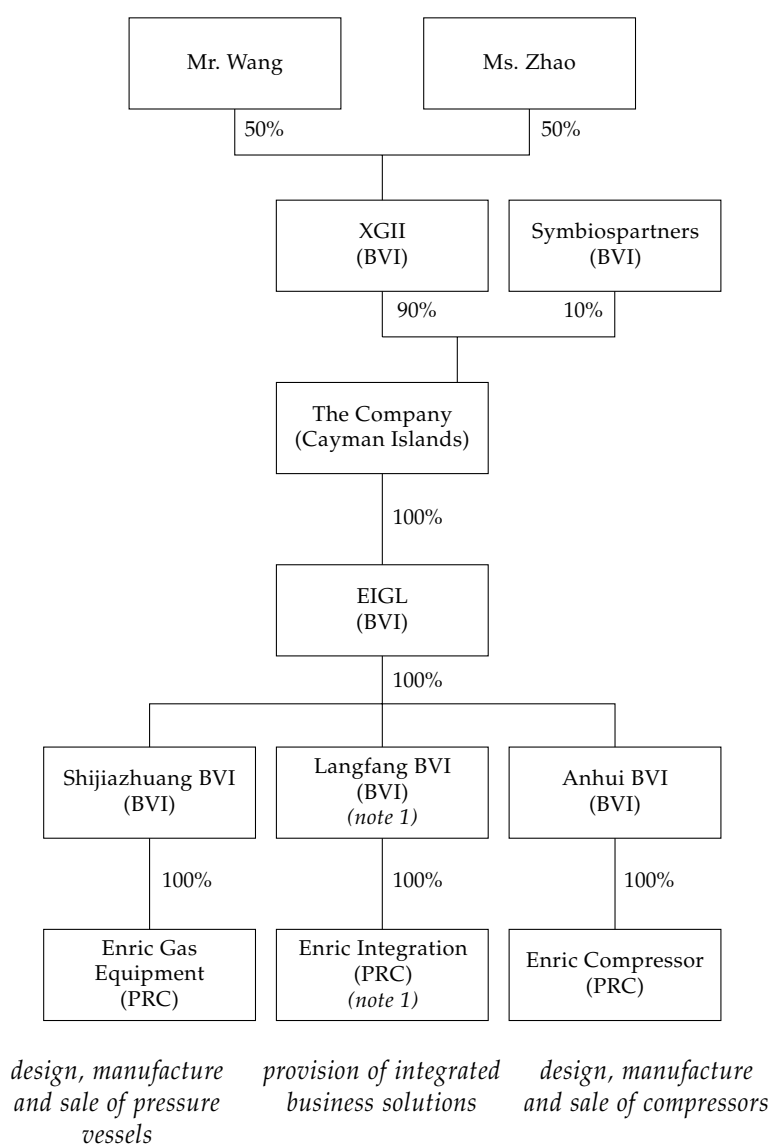 Mr. Wang
Ms. Zhao
50%
50%
XGII
(BVI)
Symbiospartners
(BVI)
90%
10%
The Company
(Cayman Islands)
100%
EIGL
(BVI)
100%
Shijiazhuang BVI
(BVI)
Langfang BVI
(BVI)
(note 1)
Anhui BVI
(BVI)
100%
100%
100%
Enric Gas
Equipment
(PRC)
Enric Integration
(PRC)
(note 1)
Enric Compressor
(PRC)
design, manufacture
and sale of pressure
vessels
provision of integrated
business solutions
design, manufacture
and sale of compressors